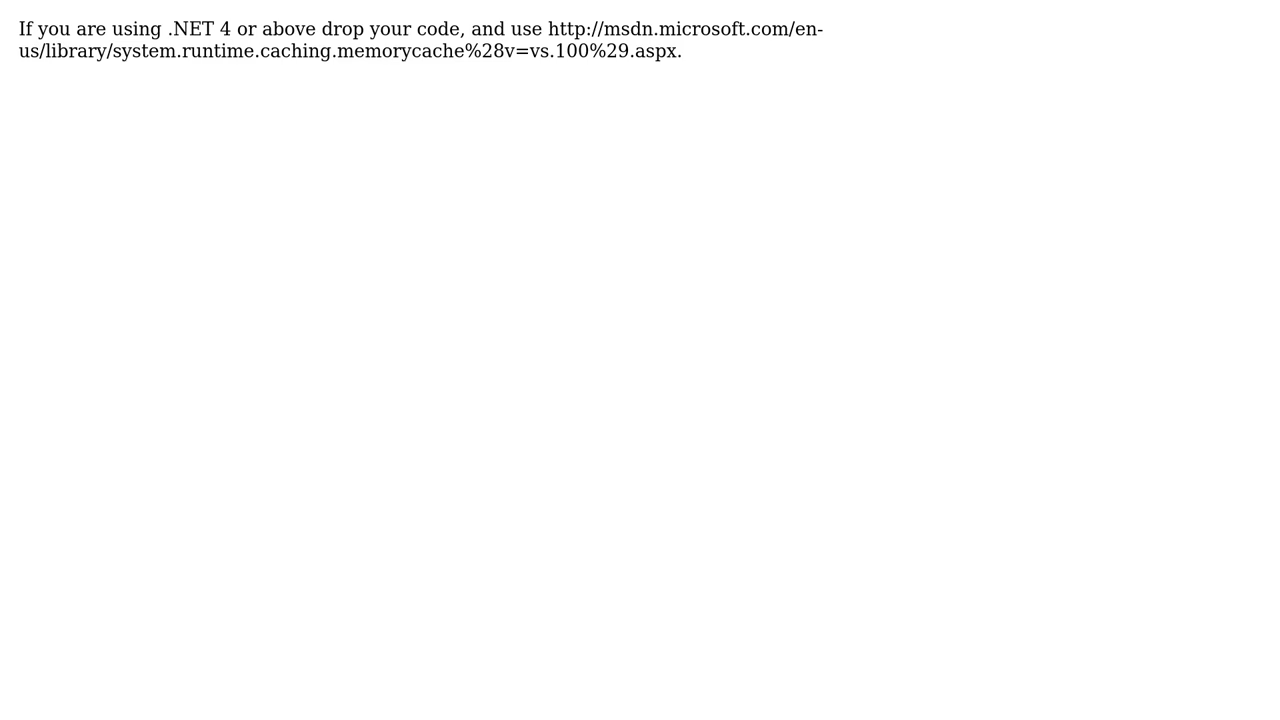 If you are using .NET 4 or above drop your code, and use http://msdn.microsoft.com/en-
us/library/system.runtime.caching.memorycache%28v=vs.100%29.aspx.